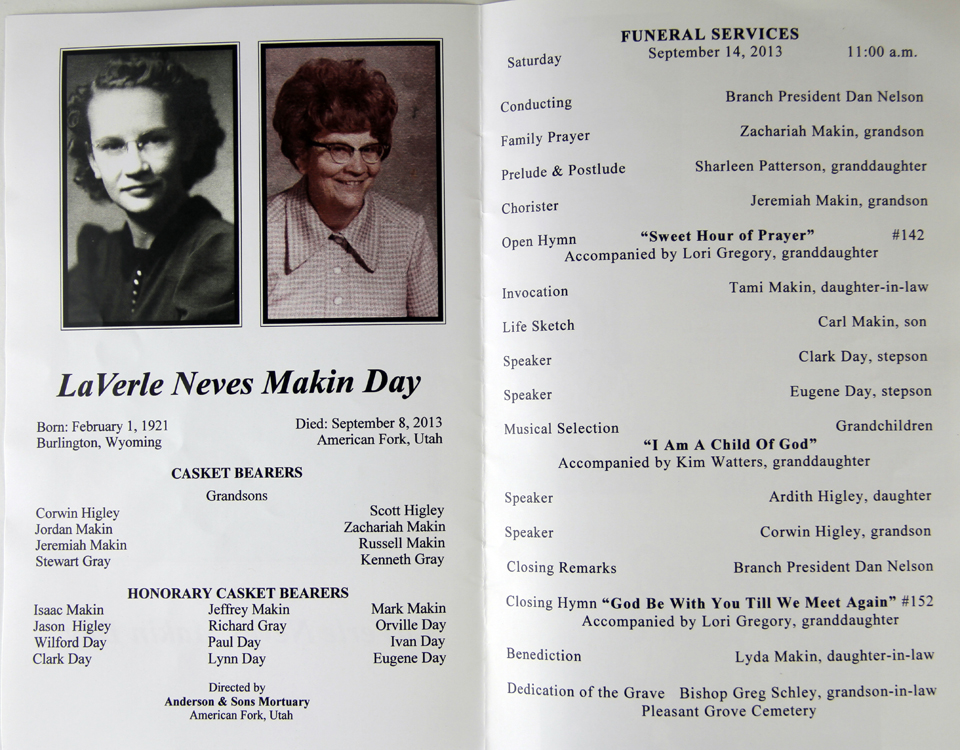 LaVerle Neves Makin Day
Born: February 1, 1921 Died: September 8, 2013
Burlington, Wyoming American Fork, Utah
CASKET BEARERS
Grandsons
Corwin Higley Scott Higley
Jordan Makin Zachariah Makin
Jeremiah Makin Russell Makin
Stewart Gray Kenneth Gray
HONORARY CASKET BEARERS
Isaac Makin Jeffrey Makin Mark Makin
Jason Higley Richard Gray Orville Day
Wilford Day Paul Day Ivan Day
Clark Day Lynn Day Eugene Day
Directed by
Anderson & Sons Mortuary
American Fork, Utah
FUNERAL SERVICES
Saturday September 14, 2013 11:00 a.m.
Conducting Branch President Dan Nelson
Family Prayer Zachariah Makin, grandson
Prelude & Postlude Sharleen Patterson, granddaughter
Chorister Jeremiah Makin, grandson
Open Hymn “Sweet Hour of Prayer” #142
Accompanied by Lori Gregory, granddaughter
Invocation Tami Makin, daughter-in-law
Life Sketch Carl Makin, son
Speaker Clark Day, stepson
Speaker Eugene Day, stepson
Musical Selection Grandchildren
“I Am A Child Of God”
Accompanied by Kim Watters, granddaughter
Speaker Ardith Higley, daughter
Speaker Corwin Higley, grandson
Closing Remarks Branch President Dan Nelson
Closing Hymn “God Be With You Till We Meet Again” #152
Accompanied by Lori Gregory, granddaughter
Benediction Lyda Makin, daughter-in-law
Dedication of the Grave Bishop Greg Schley, grandson-in-law
Pleasant Grove Cemetery